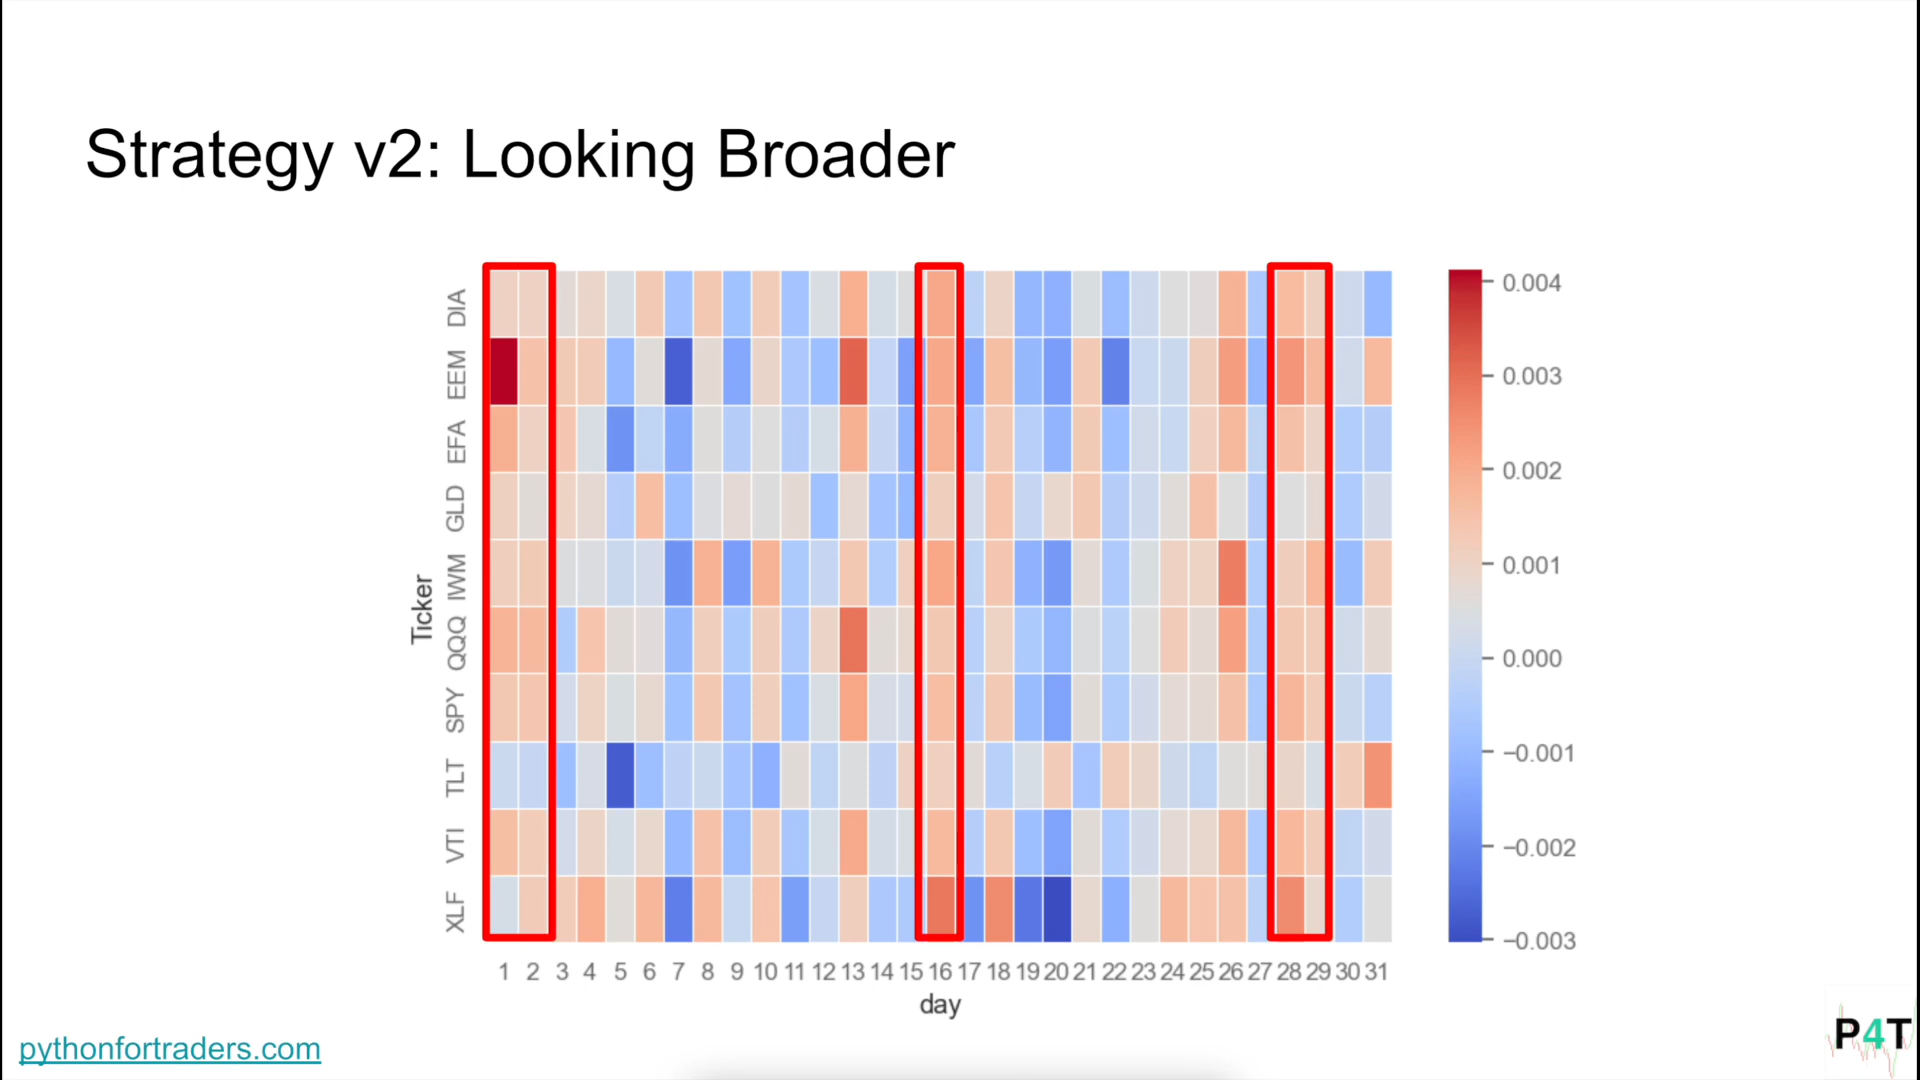 Strategy v2: Looking Broader
Ticker
DIA
EEM
EFA
GLD
IWM
QQQ
SPY
TLT
VTI
XLF
1 2 3 4 5 6 7 8 9 10 11 12 13 14 15 16 17 18 19 20 21 22 23 24 25 26 27 28 29 30 31
day
0.004
0.003
0.002
0.001
0.000
−0.001
−0.002
−0.003
pythonfortraders.com
P4T